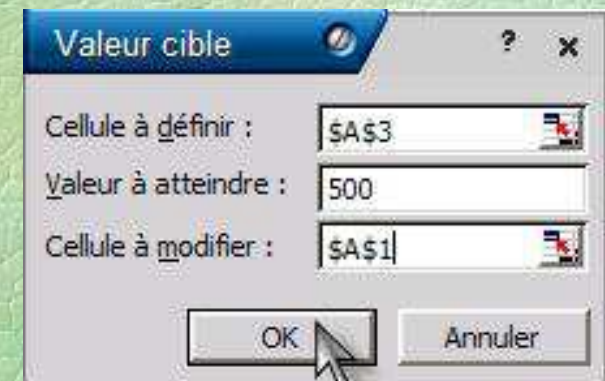 Valeur cible ? x
Cellule à définir : $A$3
Valeur à atteindre : 500
Cellule à modifier : $A$1
OK Annuler